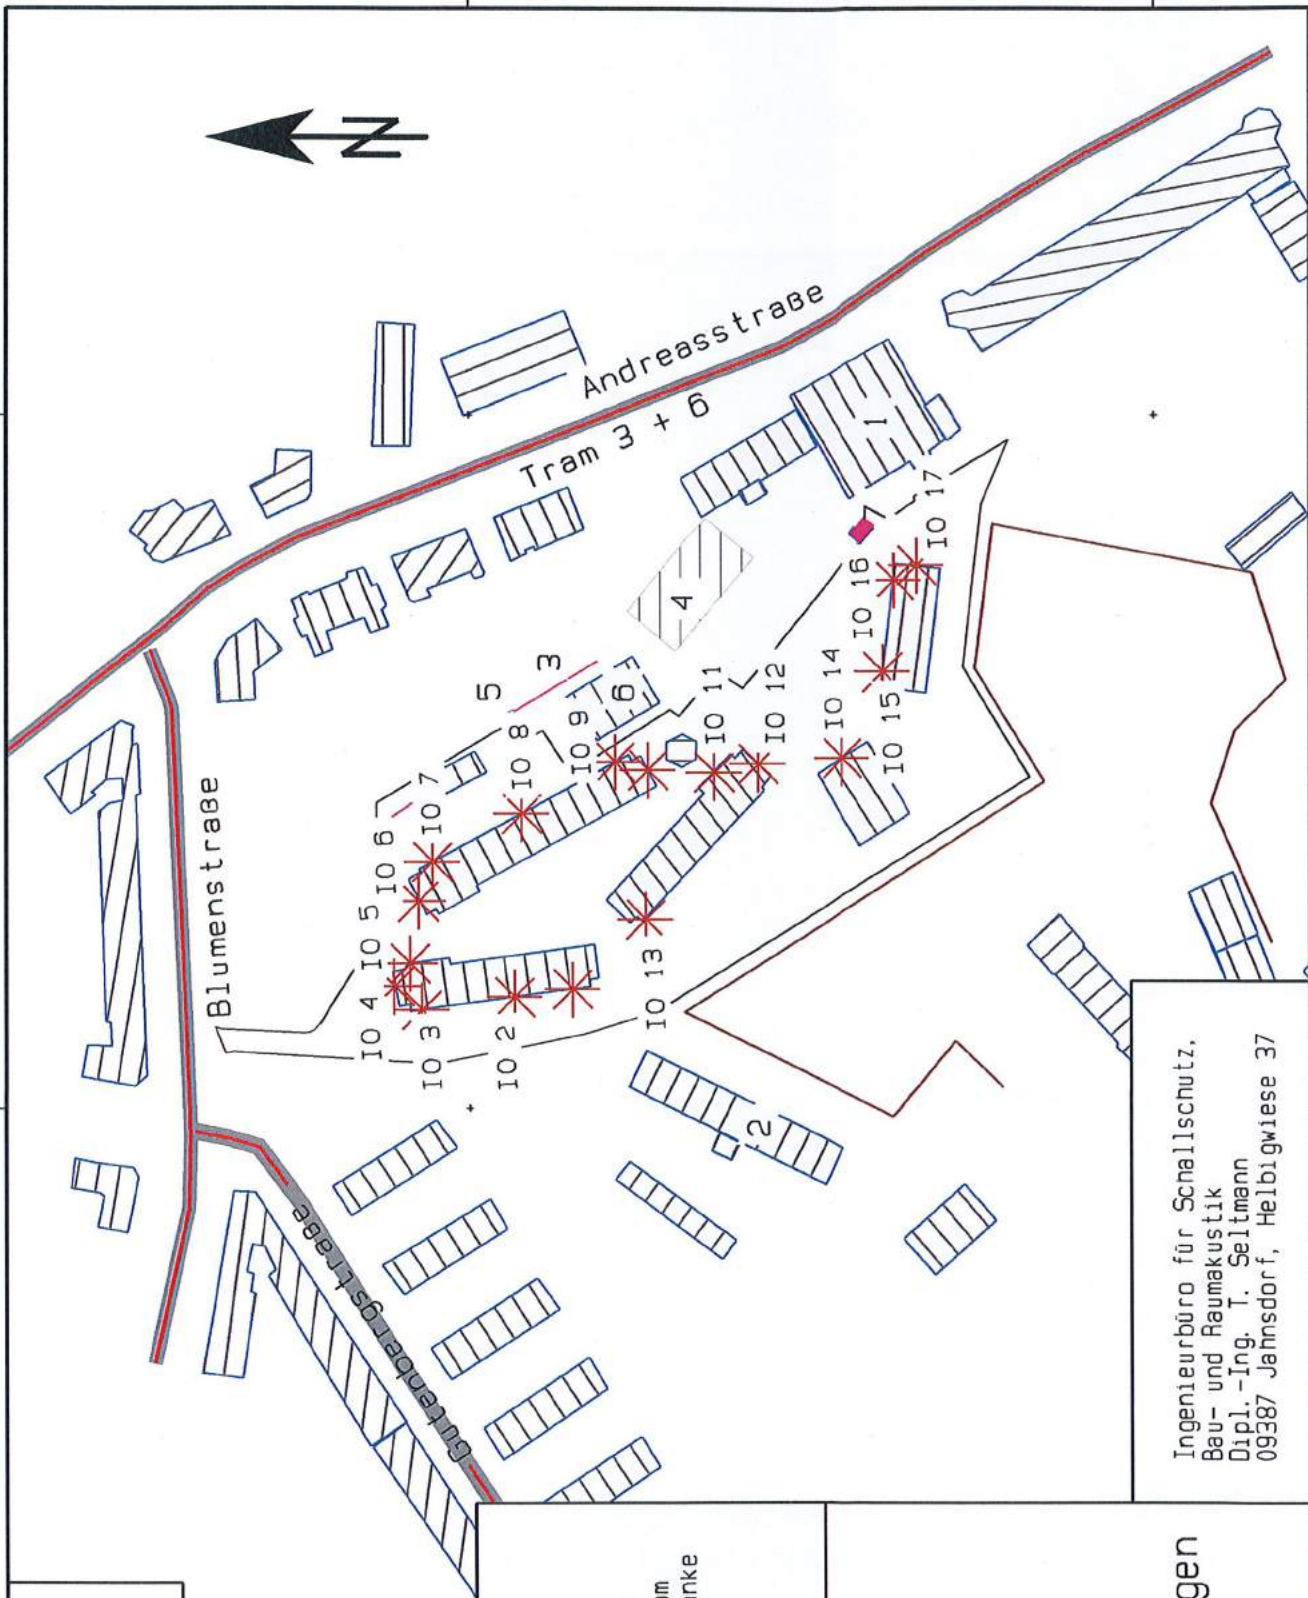 N
Blumenstraße
Andreasstraße
Tram 3 + 6
Gutenbergstraße
IO 2
IO 3
IO 4
IO 5
IO 6
IO 7
IO 8
IO 9
IO 11
IO 12
IO 13
IO 14
IO 15
IO 16
IO 17
1
2
3
4
5
6
Ingenieurbüro für Schallschutz,
Bau- und Raumakustik
Dipl.-Ing. T. Seltmann
09387 Jahnsdorf, Helbigwiese 37
gen